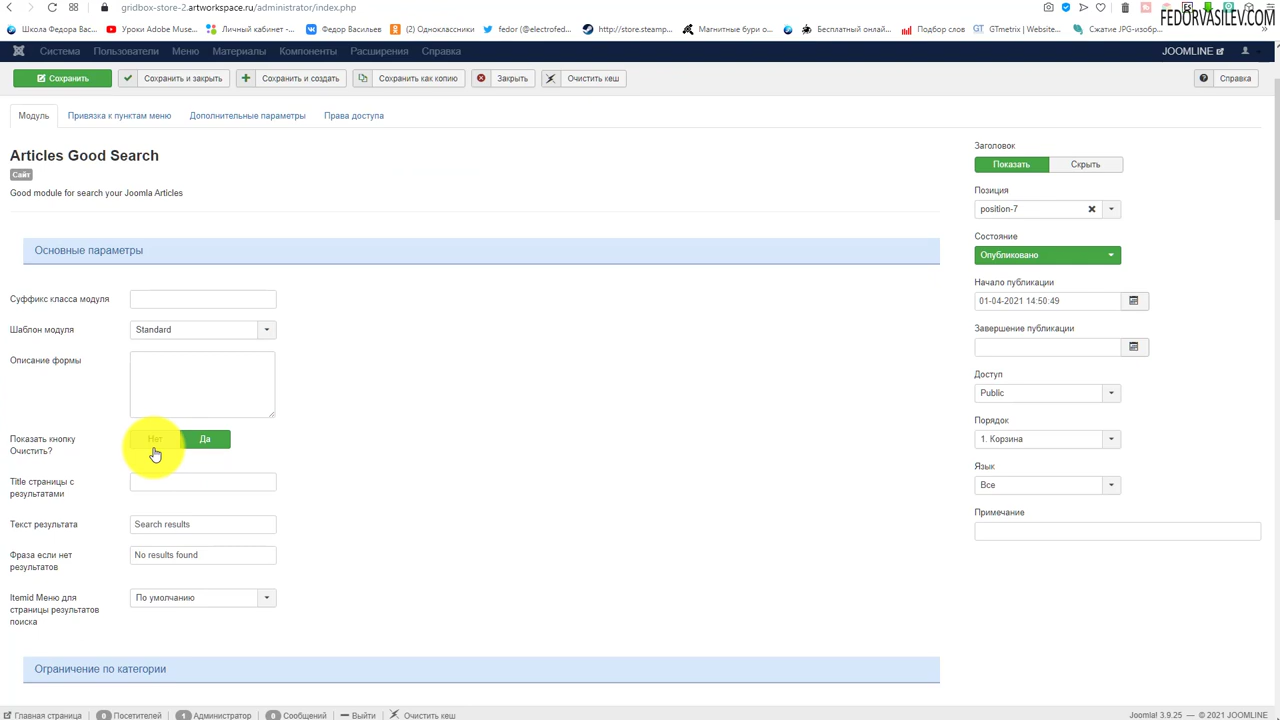 gridbox-store-2.artworkspace.ru/administrator/index.php
FEDORVASILEV.COM
Школа Федора Вас... Уроки Adobe Muse... Личный кабинет -... Федор Васильев (2) Одноклассники fedor (@electrofed... http://store.steamp... Магнитные бури о... Бесплатный онлай... Подбор слов GTmetrix | Website... Сжатие JPG-изобр... »
Система Пользователи Меню Материалы Компоненты Расширения Справка JOOMLINE
Сохранить Сохранить и закрыть Сохранить и создать Сохранить как копию Закрыть Очистить кеш Справка
Модуль Привязка к пунктам меню Дополнительные параметры Права доступа
Articles Good Search
Сайт
Good module for search your Joomla Articles
Основные параметры
Суффикс класса модуля
Шаблон модуля Standard
Описание формы
Показать кнопку Нет Да
Очистить?
Title страницы с
результатами
Текст результата Search results
Фраза если нет No results found
результатов
Itemid Меню для По умолчанию
страницы результатов
поиска
Ограничение по категории
Заголовок
Показать Скрыть
Позиция
position-7
Состояние
Опубликовано
Начало публикации
01-04-2021 14:50:49
Завершение публикации
Доступ
Public
Порядок
1. Корзина
Язык
Все
Примечание
Главная страница 0 Посетителей 1 Администратор 0 Сообщений Выйти Очистить кеш Joomla! 3.9.25 — © 2021 JOOMLINE